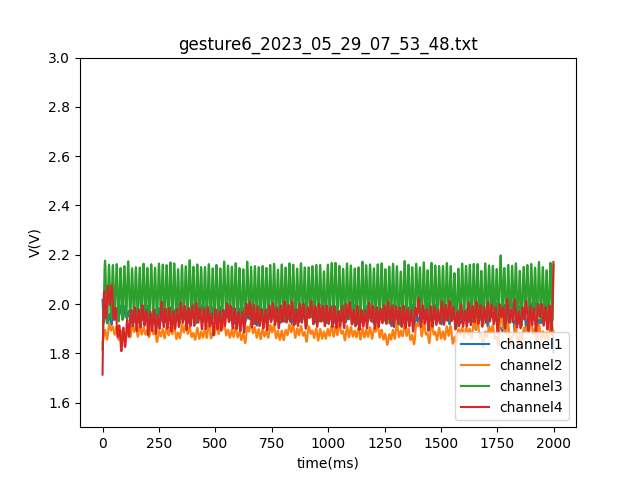 gesture6_2023_05_29_07_53_48.txt
V(V)
3.0
2.8
2.6
2.4
2.2
2.0
1.8
1.6
channel1
channel2
channel3
channel4
0 250 500 750 1000 1250 1500 1750 2000
time(ms)